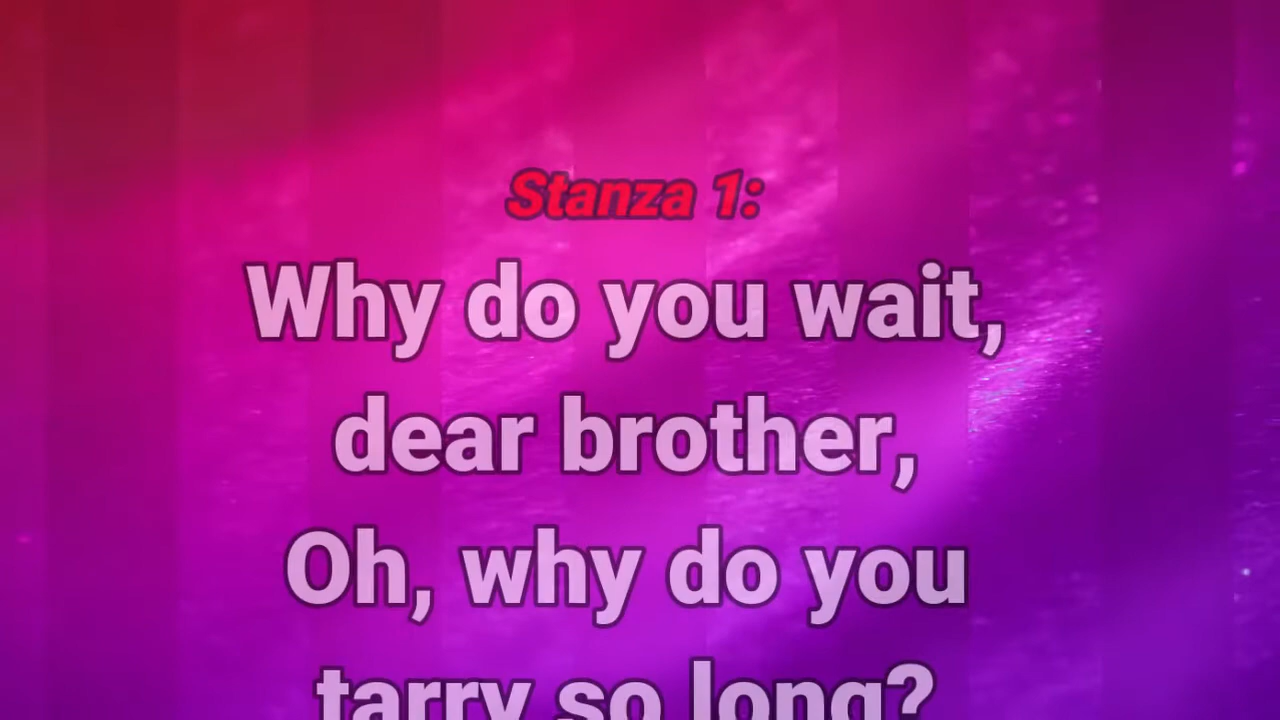 Stanza 1:
Why do you wait,
dear brother,
Oh, why do you
tarry so long?